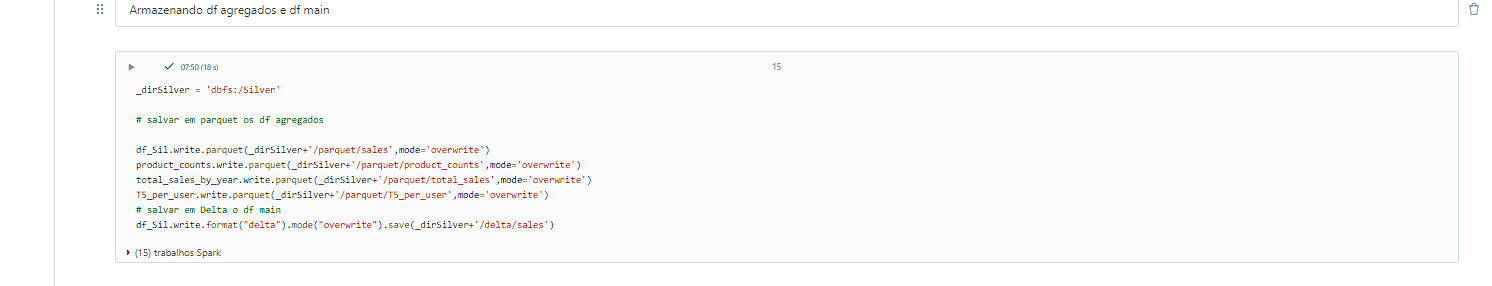 Armazenando df agregados e df main
07:50 (18 s)
15
_dirSilver = 'dbfs:/Silver'
# salvar em parquet os df agregados
df_Sil.write.parquet(_dirSilver+'/parquet/sales',mode='overwrite')
product_counts.write.parquet(_dirSilver+'/parquet/product_counts',mode='overwrite')
total_sales_by_year.write.parquet(_dirSilver+'/parquet/total_sales',mode='overwrite')
T5_per_user.write.parquet(_dirSilver+'/parquet/T5_per_user',mode='overwrite')
# salvar em Delta o df main
df_Sil.write.format("delta").mode("overwrite").save(_dirSilver+'/delta/sales')
(15) trabalhos Spark